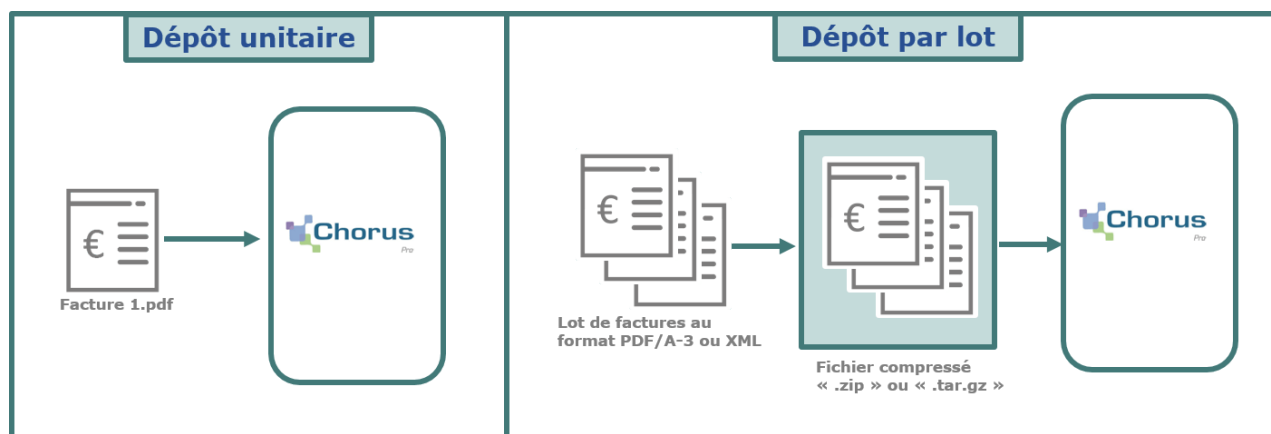 Dépôt unitaire
€
Facture 1.pdf
Chorus
Pro
Dépôt par lot
€
Lot de factures au
format PDF/A-3 ou XML
€
Fichier compressé
« .zip » ou « .tar.gz »
Chorus
Pro